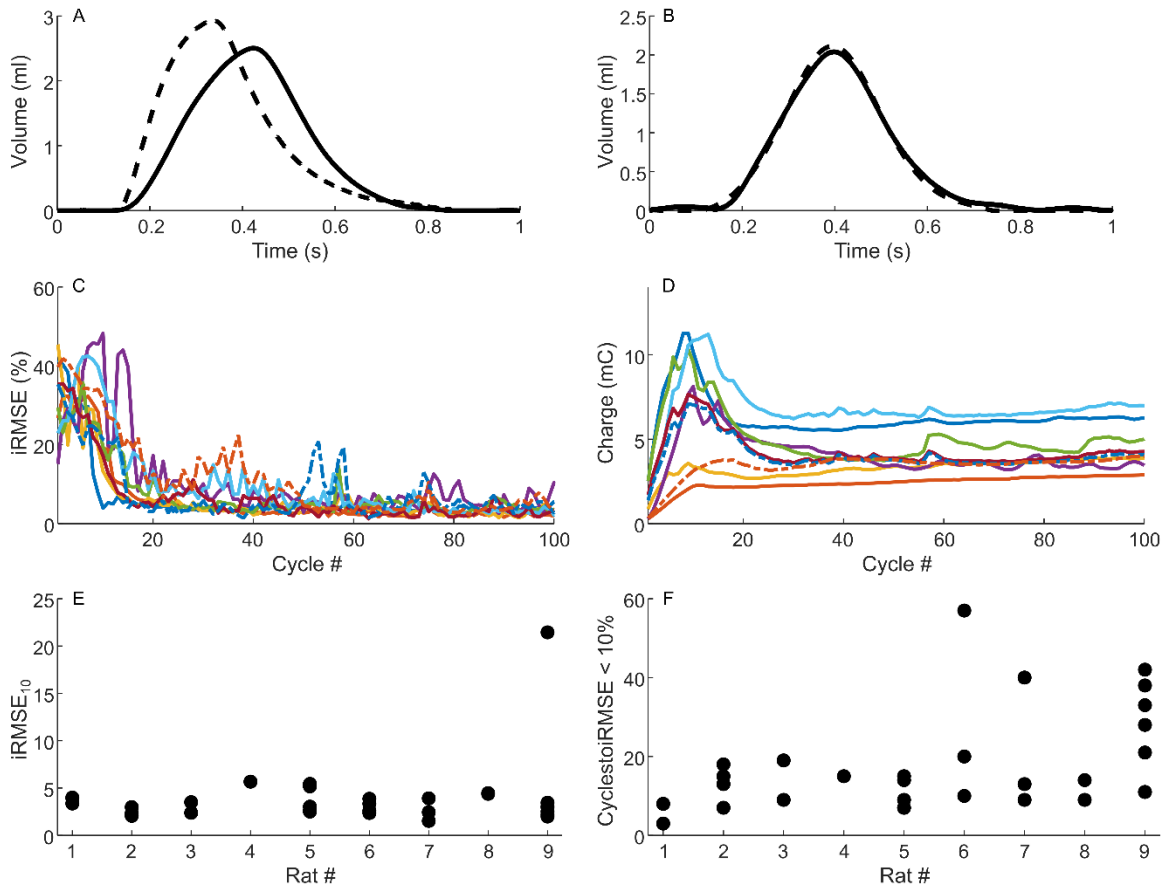 A
3
2
1
0
Volume (ml)
0 0.2 0.4 0.6 0.8 1
Time (s)
B
2.5
2
1.5
1
0.5
0
Volume (ml)
0 0.2 0.4 0.6 0.8 1
Time (s)
C
60
40
20
0
iRMSE (%)
20 40 60 80 100
Cycle #
D
10
5
0
Charge (mC)
20 40 60 80 100
Cycle #
E
25
20
15
10
5
0
iRMSE10
1 2 3 4 5 6 7 8 9
Rat #
F
60
40
20
0
CyclestoiRMSE < 10%
1 2 3 4 5 6 7 8 9
Rat #